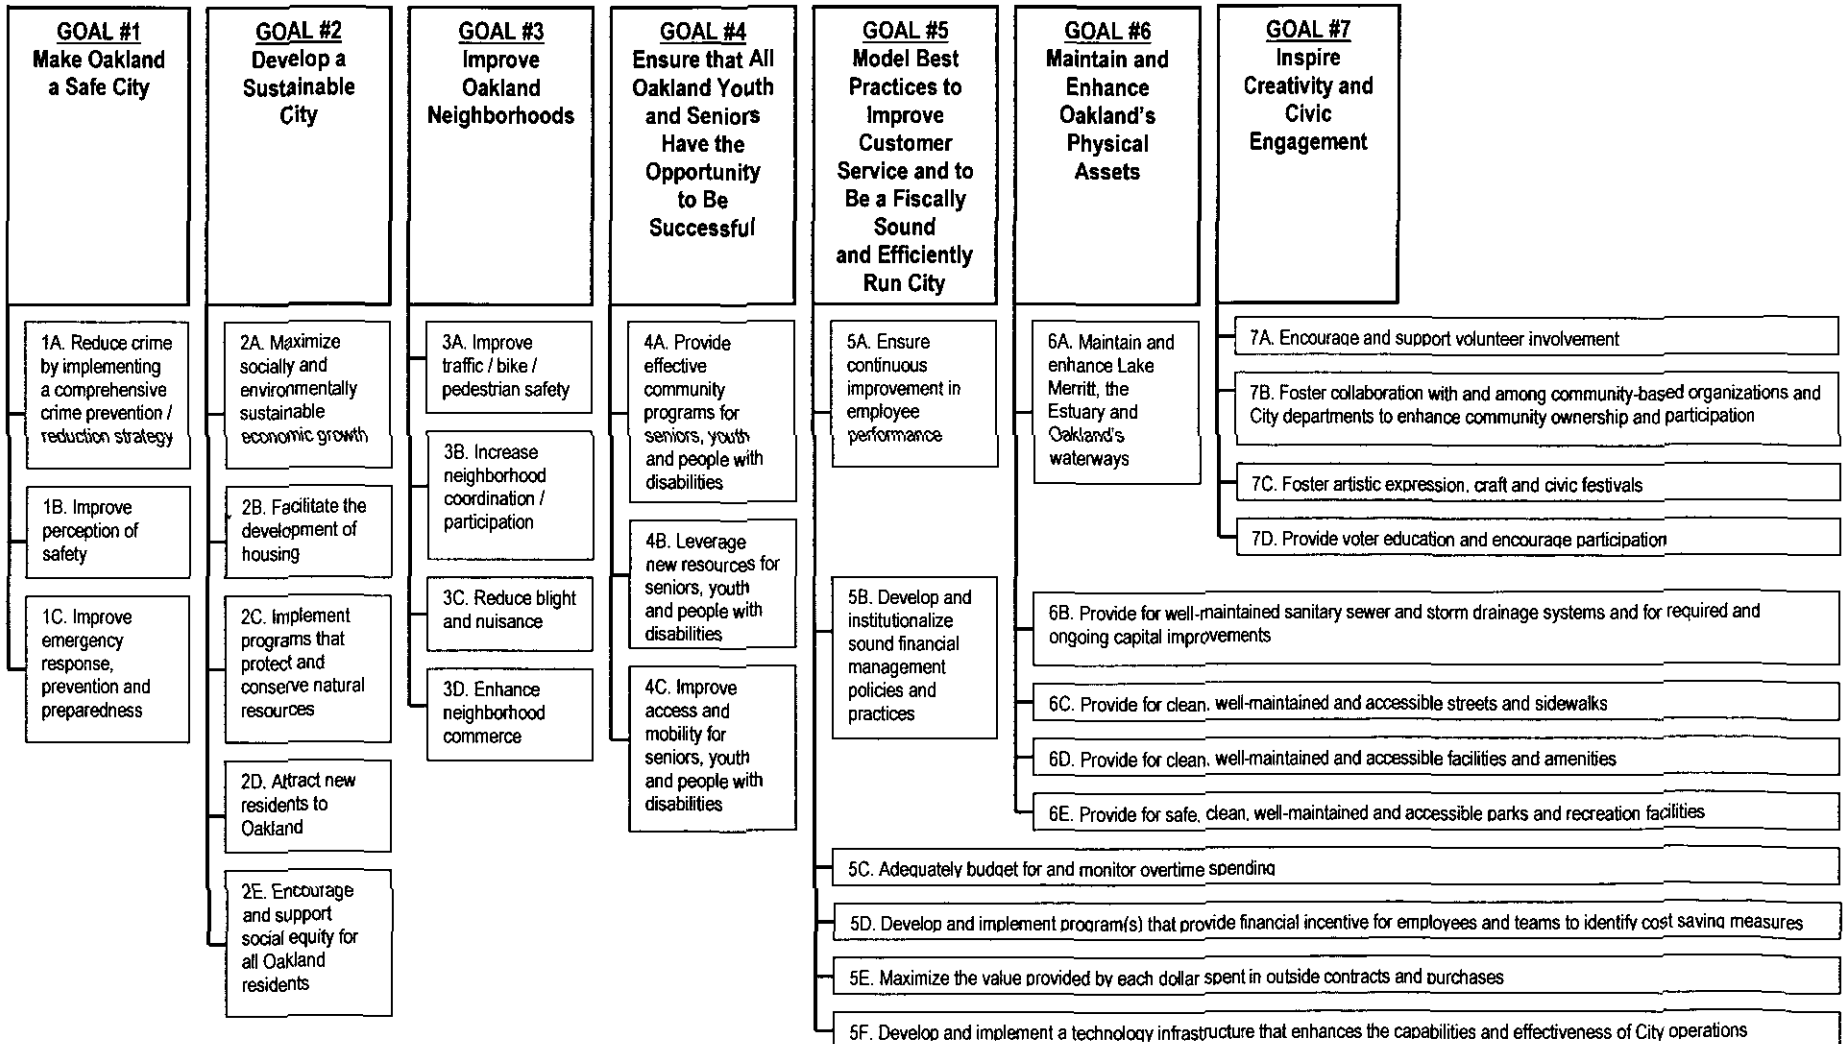 GOAL #1
Make Oakland
a Safe City
1A. Reduce crime
by implementing
a comprehensive
crime prevention /
reduction strategy
1B. Improve
perception of
safety
1C. Improve
emergency
response,
prevention and
preparedness
GOAL #2
Develop a
Sustainable
City
2A. Maximize
socially and
environmentally
sustainable
economic growth
2B. Facilitate the
development of
housing
2C. Implement
programs that
protect and
conserve natural
resources
2D. Attract new
residents to
Oakland
2E. Encourage
and support
social equity for
all Oakland
residents
GOAL #3
Improve
Oakland
Neighborhoods
3A. Improve
traffic / bike /
pedestrian safety
3B. Increase
neighborhood
coordination /
participation
3C. Reduce blight
and nuisance
3D. Enhance
neighborhood
commerce
GOAL #4
Ensure that All
Oakland Youth
and Seniors
Have the
Opportunity
to Be
Successful
4A. Provide
effective
community
programs for
seniors, youth
and people with
disabilities
4B. Leverage
new resources for
seniors, youth
and people with
disabilities
4C. Improve
access and
mobility for
seniors, youth
and people with
disabilities
GOAL #5
Model Best
Practices to
Improve
Customer
Service and to
Be a Fiscally
Sound
and Efficiently
Run City
5A. Ensure
continuous
improvement in
employee
performance
5B. Develop and
institutionalize
sound financial
management
policies and
practices
5C. Adequately budget for and monitor overtime spending
5D. Develop and implement program(s) that provide financial incentive for employees and teams to identify cost saving measures
5E. Maximize the value provided by each dollar spent in outside contracts and purchases
5F. Develop and implement a technology infrastructure that enhances the capabilities and effectiveness of City operations
GOAL #6
Maintain and
Enhance
Oakland's
Physical
Assets
6A. Maintain and
enhance Lake
Merritt, the
Estuary and
Oakland's
waterways
6B. Provide for well-maintained sanitary sewer and storm drainage systems and for required and
ongoing capital improvements
6C. Provide for clean, well-maintained and accessible streets and sidewalks
6D. Provide for clean, well-maintained and accessible facilities and amenities
6E. Provide for safe, clean, well-maintained and accessible parks and recreation facilities
GOAL #7
Inspire
Creativity and
Civic
Engagement
7A. Encourage and support volunteer involvement
7B. Foster collaboration with and among community-based organizations and
City departments to enhance community ownership and participation
7C. Foster artistic expression, craft and civic festivals
7D. Provide voter education and encourage participation